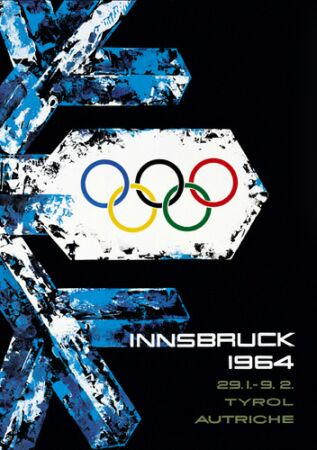 INNSBRUCK
1964
29.1.-9.2.
TYROL
AUTRICHE